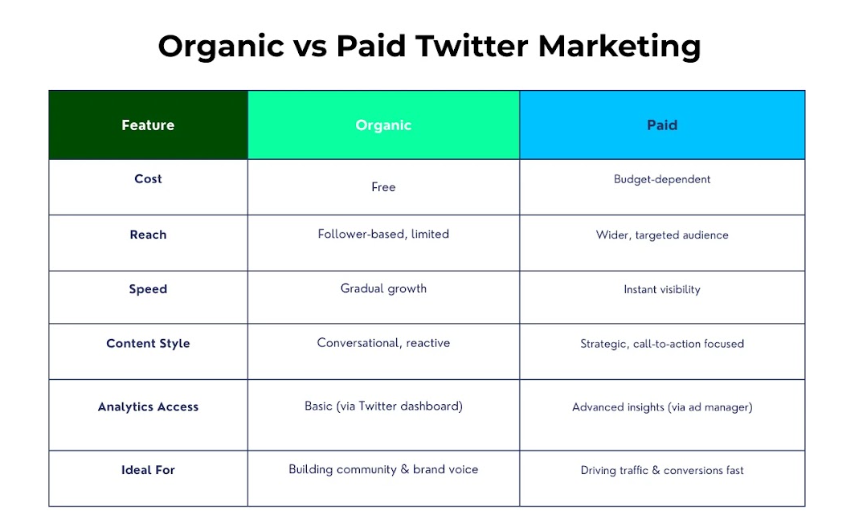 Organic vs Paid Twitter Marketing
Feature Organic Paid
Cost Free Budget-dependent
Reach Follower-based, limited Wider, targeted audience
Speed Gradual growth Instant visibility
Content Style Conversational, reactive Strategic, call-to-action focused
Analytics Access Basic (via Twitter dashboard) Advanced insights (via ad manager)
Ideal For Building community & brand voice Driving traffic & conversions fast